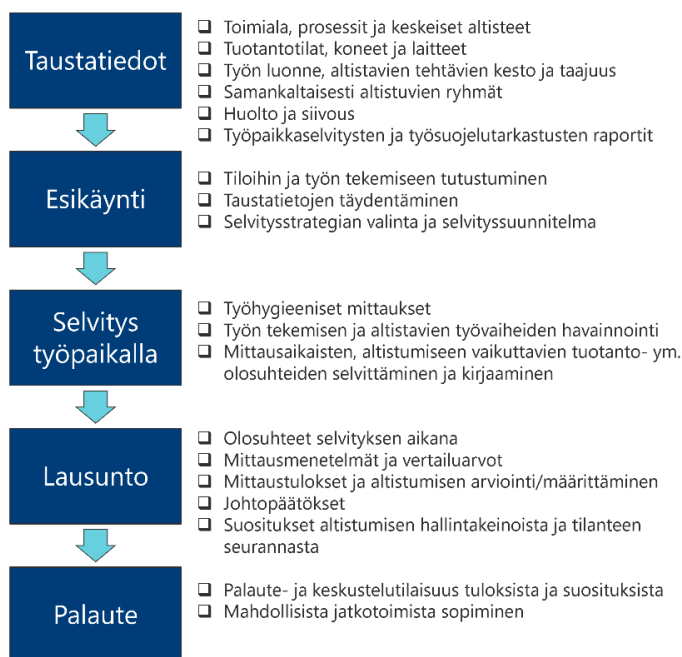 Taustatiedot
❑ Toimiala, prosessit ja keskeiset altisteet
❑ Tuotantotilat, koneet ja laitteet
❑ Työn luonne, altistavien tehtävien kesto ja taajuus
❑ Samankaltaisesti altistuvien ryhmät
❑ Huolto ja siivous
❑ Työpaikkaselvitysten ja työsuojelutarkastusten raportit
Esikäynti
❑ Tiloihin ja työn tekemiseen tutustuminen
❑ Taustatietojen täydentäminen
❑ Selvitysstrategian valinta ja selvityssuunnitelma
Selvitys
työpaikalla
❑ Työhygieeniset mittaukset
❑ Työn tekemisen ja altistavien työvaiheiden havainnointi
❑ Mittausaikaisten, altistumiseen vaikuttavien tuotanto- ym.
olosuhteiden selvittäminen ja kirjaaminen
Lausunto
❑ Olosuhteet selvityksen aikana
❑ Mittausmenetelmät ja vertailuarvot
❑ Mittaustulokset ja altistumisen arviointi/määrittäminen
❑ Johtopäätökset
❑ Suositukset altistumisen hallintakeinoista ja tilanteen
seurannasta
Palaute
❑ Palaute- ja keskustelutilaisuus tuloksista ja suosituksista
❑ Mahdollisista jatkotoimista sopiminen